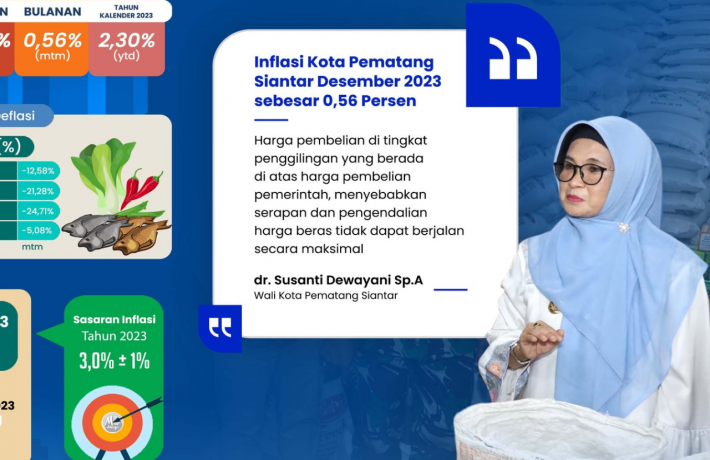 N
BULANAN
TAHUN
KALENDER 2023
%
0,56%
(mtm)
2,30%
(ytd)
Deflasi
(%)
-12,58%
-21,28%
-24,71%
-5,08%
mtm
3
2023
Sasaran Inflasi
Tahun 2023
3,0% ± 1%
Inflasi Kota Pematang
Siantar Desember 2023
sebesar 0,56 Persen
Harga pembelian di tingkat
penggilingan yang berada
di atas harga pembelian
pemerintah, menyebabkan
serapan dan pengendalian
harga beras tidak dapat berjalan
secara maksimal
dr. Susanti Dewayani Sp.A
Wali Kota Pematang Siantar